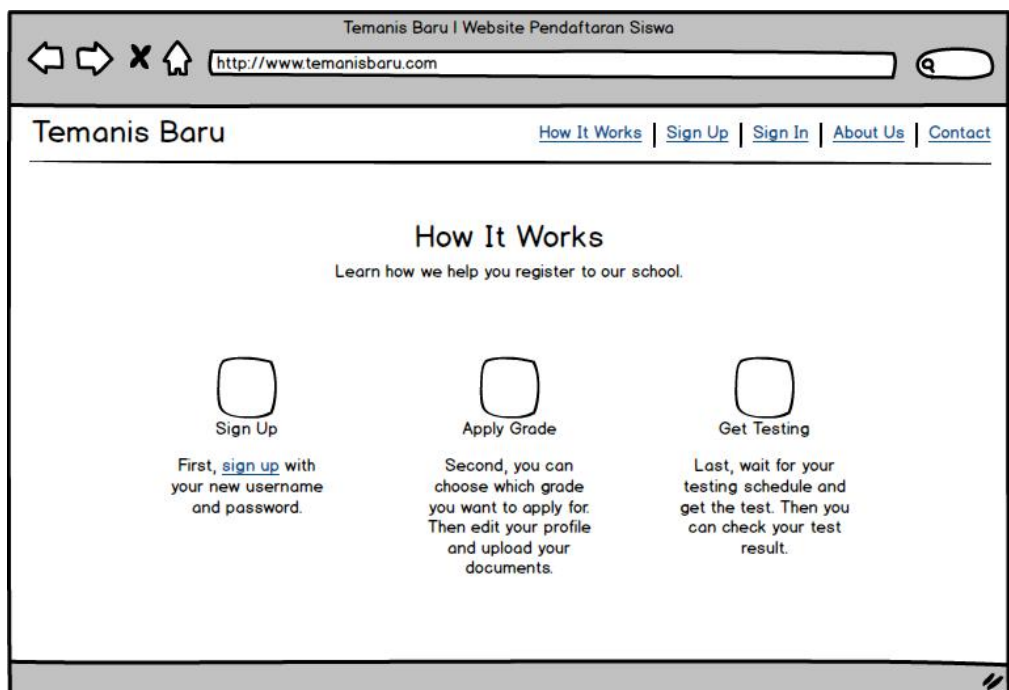 Temanis Baru | Website Pendaftaran Siswa
http://www.temanisbaru.com
Temanis Baru
How It Works | Sign Up | Sign In | About Us | Contact
How It Works
Learn how we help you register to our school.
Sign Up
First, sign up with
your new username
and password.
Apply Grade
Second, you can
choose which grade
you want to apply for.
Then edit your profile
and upload your
documents.
Get Testing
Last, wait for your
testing schedule and
get the test. Then you
can check your test
result.